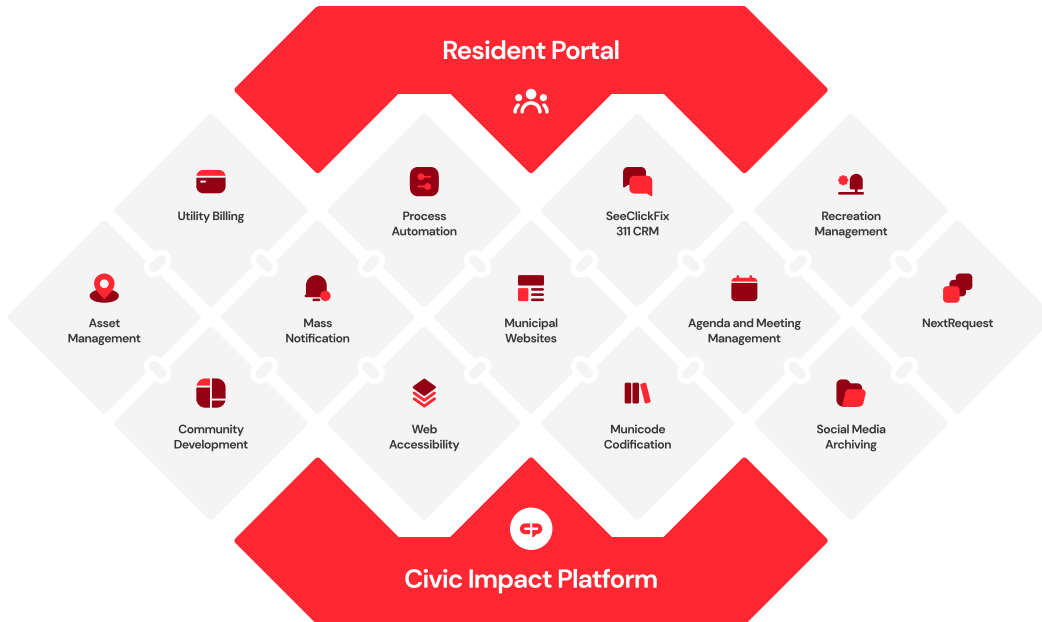 Resident Portal
Utility Billing
Process
Automation
SeeClickFix
311 CRM
Recreation
Management
Asset
Management
Mass
Notification
Municipal
Websites
Agenda and Meeting
Management
NextRequest
Community
Development
Web
Accessibility
Municode
Codification
Social Media
Archiving
Civic Impact Platform